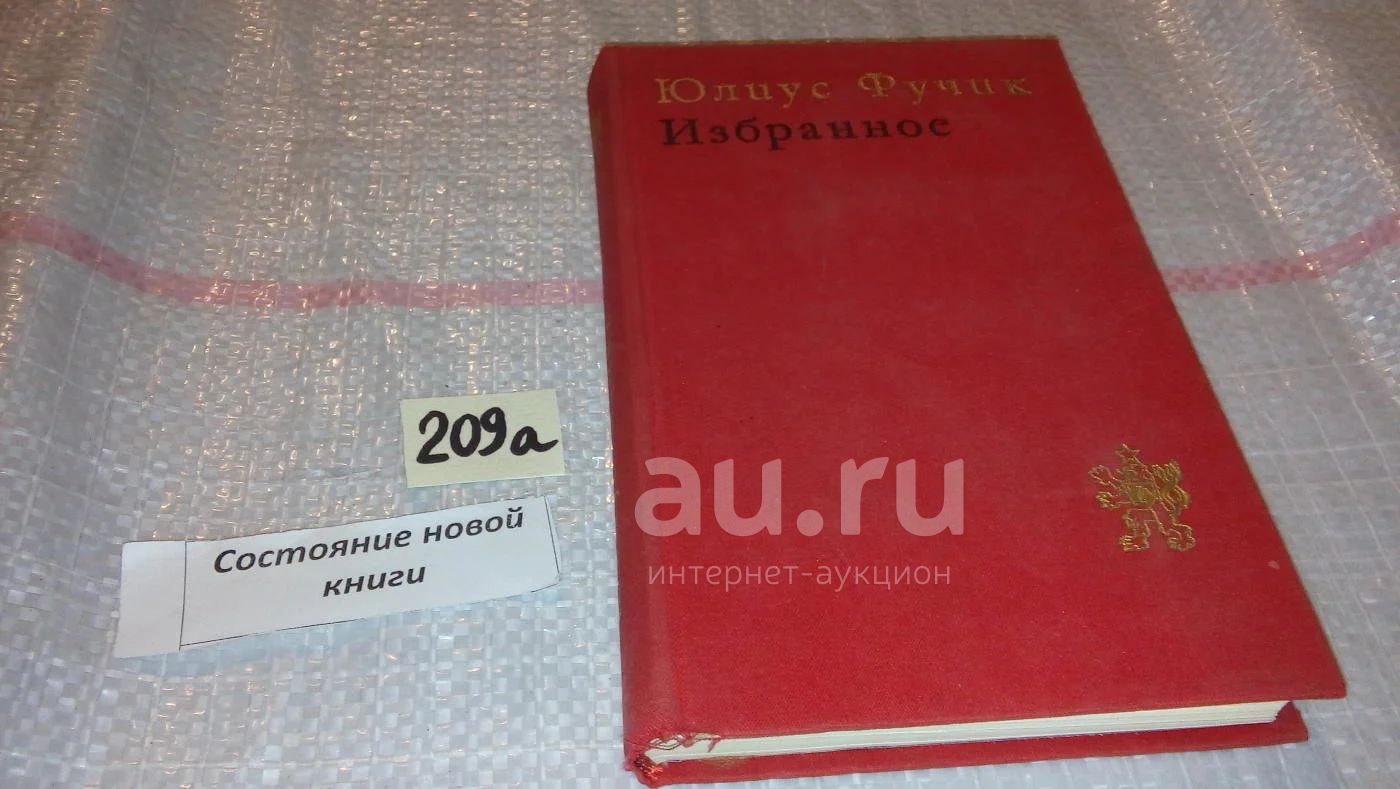 Юлиус Фучик
Избранное
209а
au.ru
интернет-аукцион
Состояние новой
книги